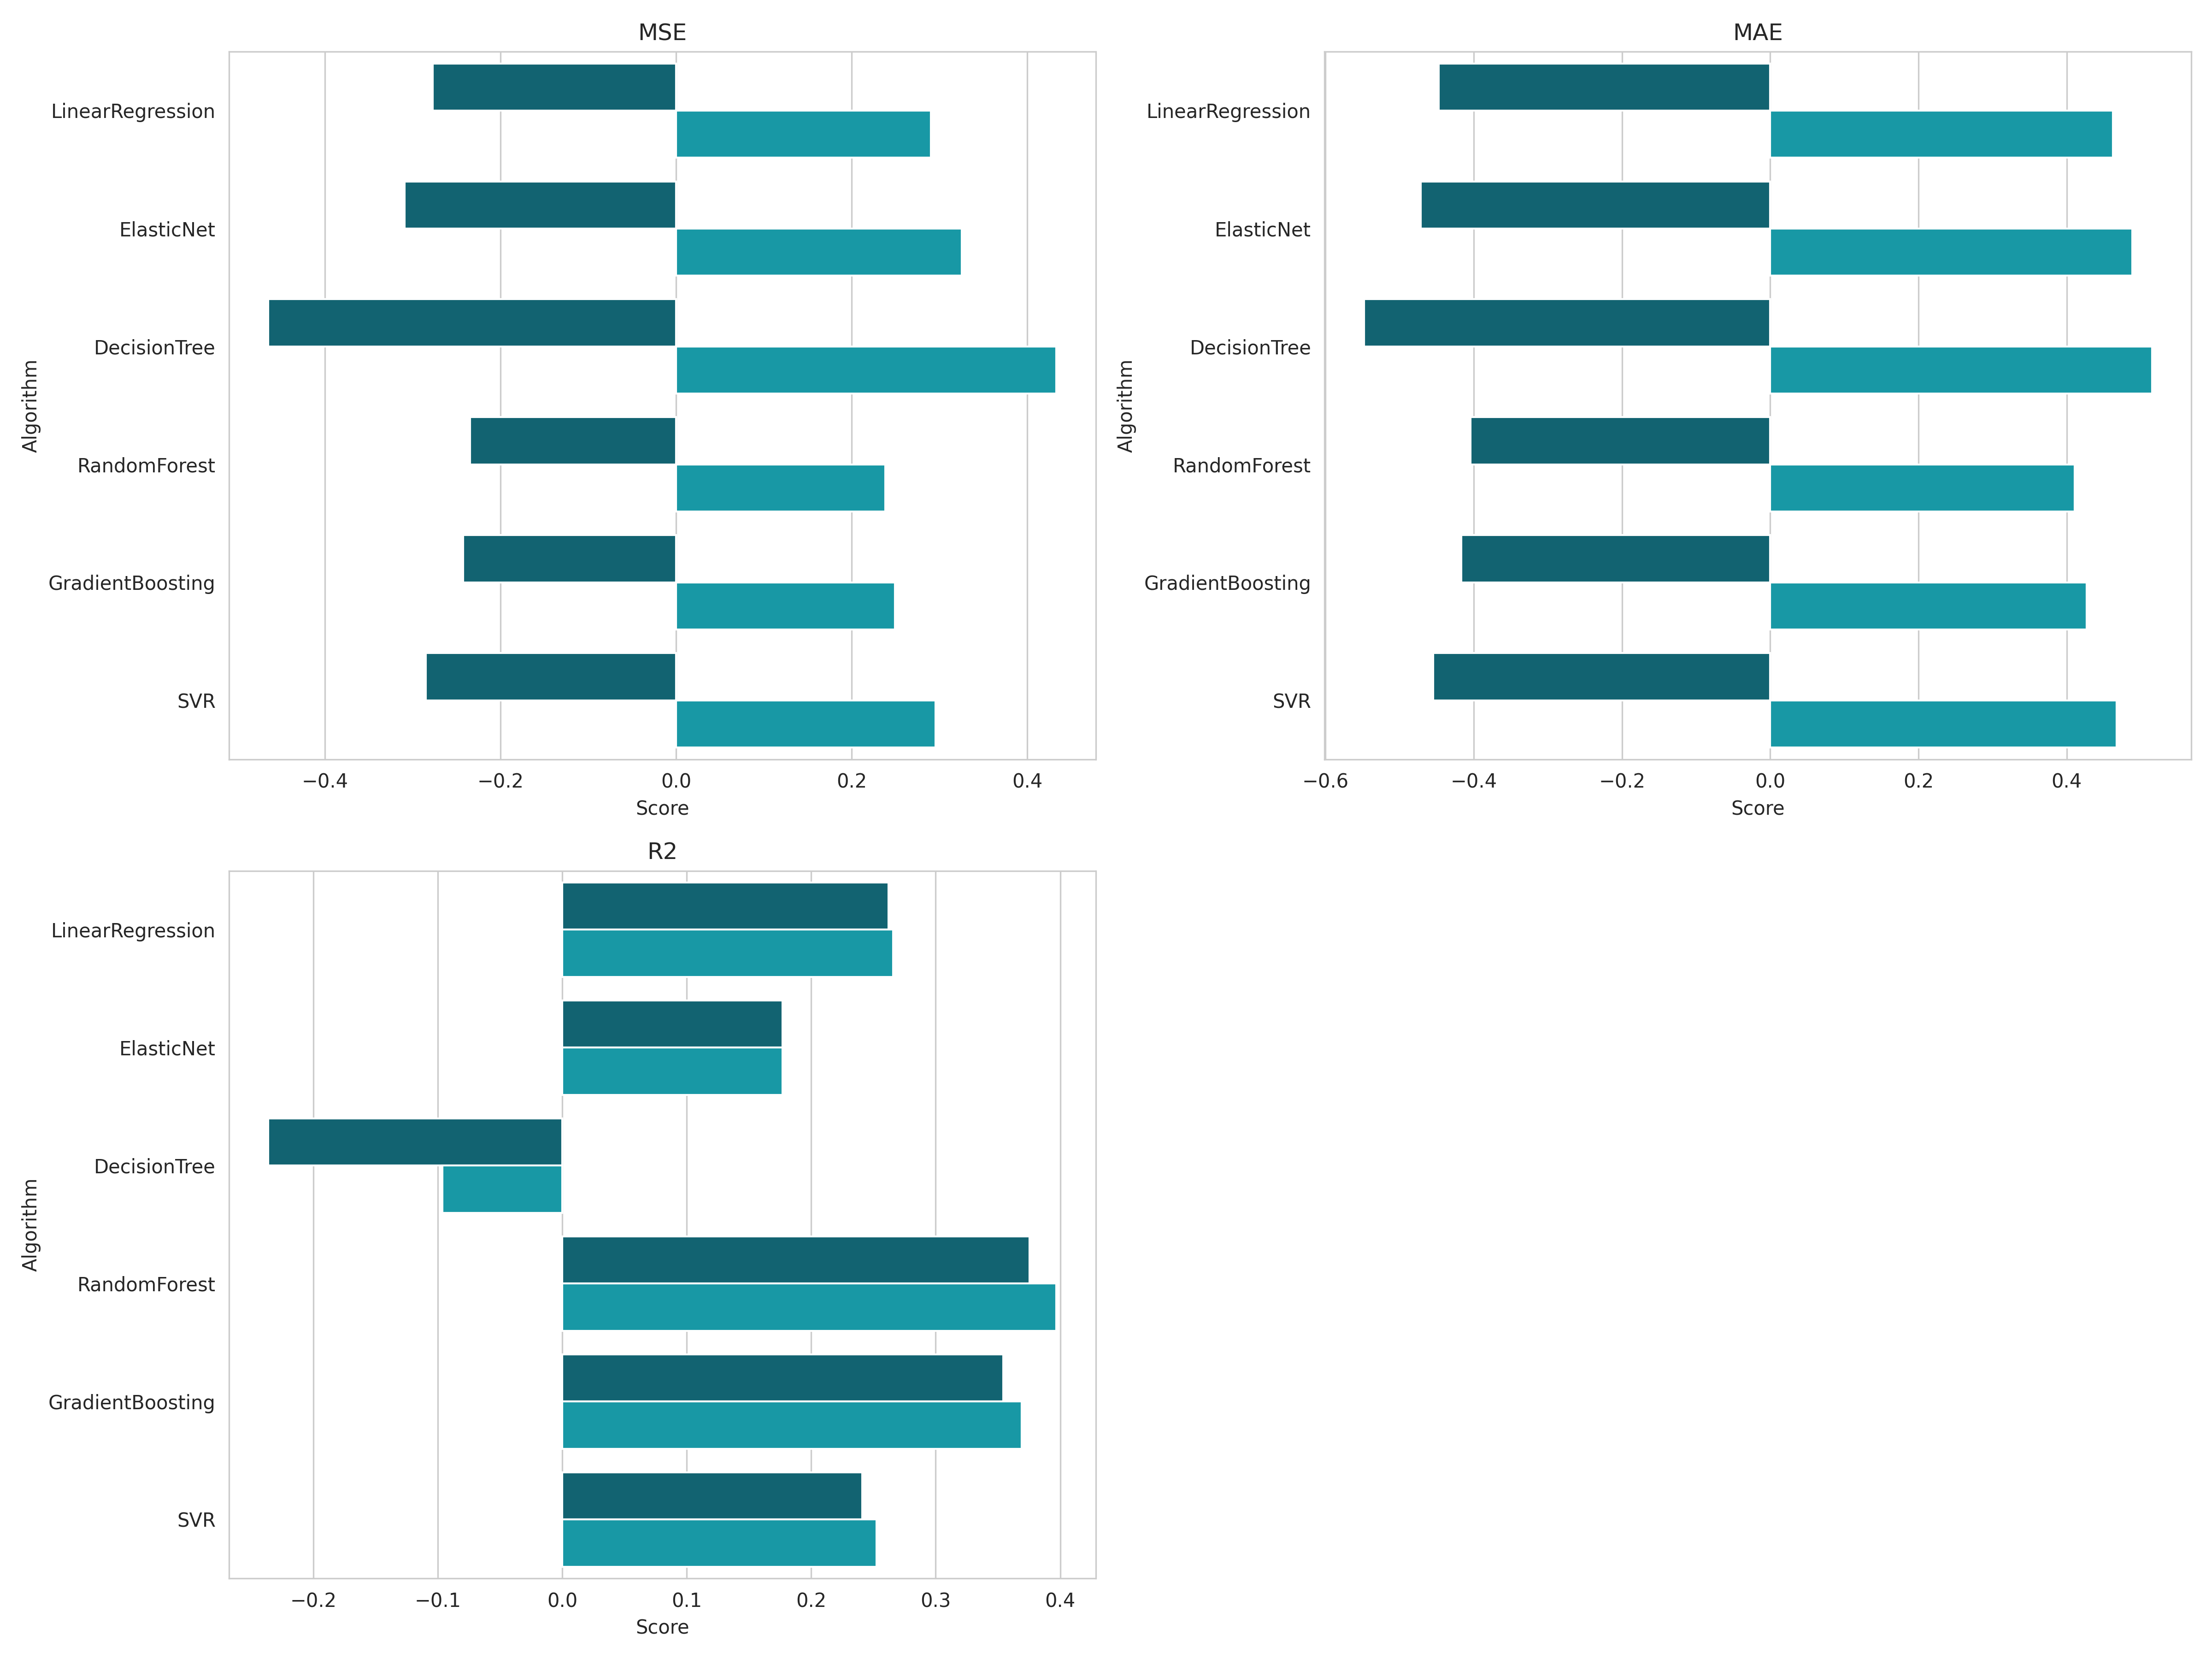 MSE
LinearRegression
ElasticNet
DecisionTree
RandomForest
GradientBoosting
SVR
Algorithm
−0.4 −0.2 0.0 0.2 0.4
Score
MAE
LinearRegression
ElasticNet
DecisionTree
RandomForest
GradientBoosting
SVR
Algorithm
−0.6 −0.4 −0.2 0.0 0.2 0.4
Score
R2
LinearRegression
ElasticNet
DecisionTree
RandomForest
GradientBoosting
SVR
Algorithm
−0.2 −0.1 0.0 0.1 0.2 0.3 0.4
Score